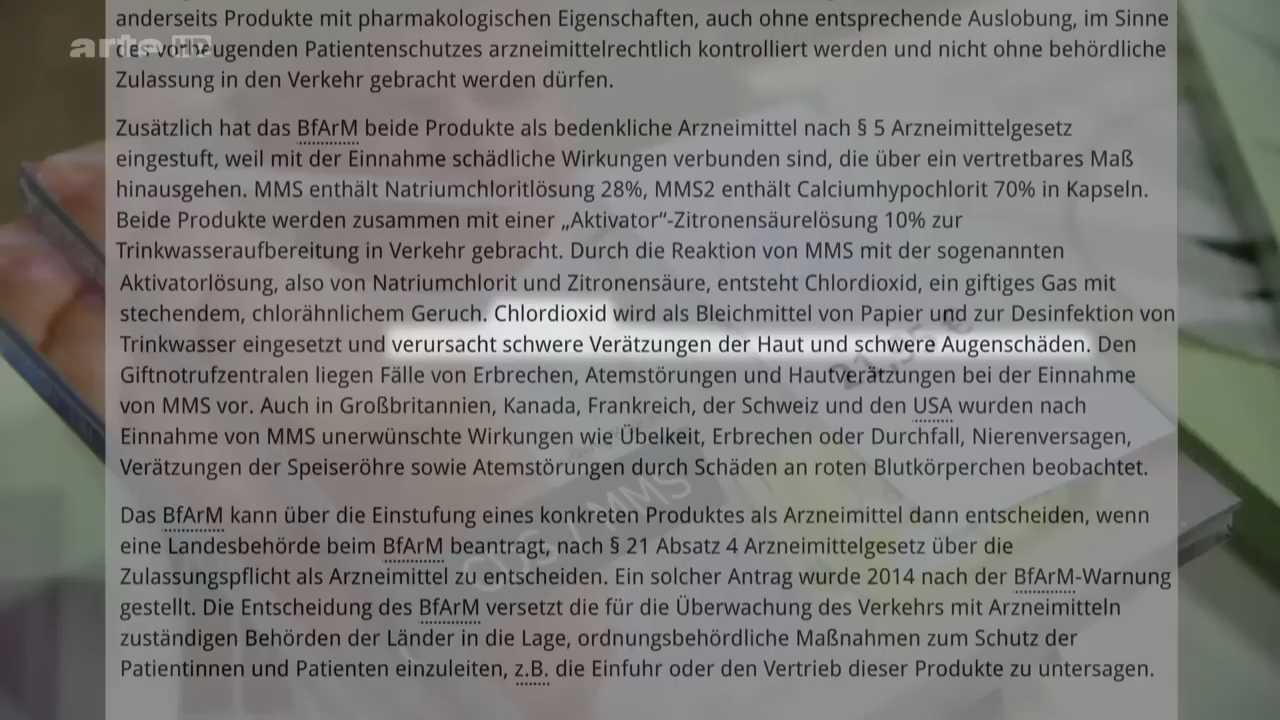 anderseits Produkte mit pharmakologischen Eigenschaften, auch ohne entsprechende Auslobung, im Sinne
arte HD
des vorbeugenden Patientenschutzes arzneimittelrechtlich kontrolliert werden und nicht ohne behördliche
Zulassung in den Verkehr gebracht werden dürfen.
Zusätzlich hat das BfArM beide Produkte als bedenkliche Arzneimittel nach § 5 Arzneimittelgesetz
eingestuft, weil mit der Einnahme schädliche Wirkungen verbunden sind, die über ein vertretbares Maß
hinausgehen. MMS enthält Natriumchloritlösung 28%, MMS2 enthält Calciumhypochlorit 70% in Kapseln.
Beide Produkte werden zusammen mit einer „Aktivator“-Zitronensäurelösung 10% zur
Trinkwasseraufbereitung in Verkehr gebracht. Durch die Reaktion von MMS mit der sogenannten
Aktivatorlösung, also von Natriumchlorit und Zitronensäure, entsteht Chlordioxid, ein giftiges Gas mit
stechendem, chlorähnlichem Geruch. Chlordioxid wird als Bleichmittel von Papier und zur Desinfektion von
Trinkwasser eingesetzt und verursacht schwere Verätzungen der Haut und schwere Augenschäden. Den
Giftnotrufzentralen liegen Fälle von Erbrechen, Atemstörungen und Hautverätzungen bei der Einnahme
von MMS vor. Auch in Großbritannien, Kanada, Frankreich, der Schweiz und den USA wurden nach
Einnahme von MMS unerwünschte Wirkungen wie Übelkeit, Erbrechen oder Durchfall, Nierenversagen,
Verätzungen der Speiseröhre sowie Atemstörungen durch Schäden an roten Blutkörperchen beobachtet.
CDS / MMS
Das BfArM kann über die Einstufung eines konkreten Produktes als Arzneimittel dann entscheiden, wenn
eine Landesbehörde beim BfArM beantragt, nach § 21 Absatz 4 Arzneimittelgesetz über die
Zulassungspflicht als Arzneimittel zu entscheiden. Ein solcher Antrag wurde 2014 nach der BfArM-Warnung
gestellt. Die Entscheidung des BfArM versetzt die für die Überwachung des Verkehrs mit Arzneimitteln
zuständigen Behörden der Länder in die Lage, ordnungsbehördliche Maßnahmen zum Schutz der
Patientinnen und Patienten einzuleiten, z.B. die Einfuhr oder den Vertrieb dieser Produkte zu untersagen.